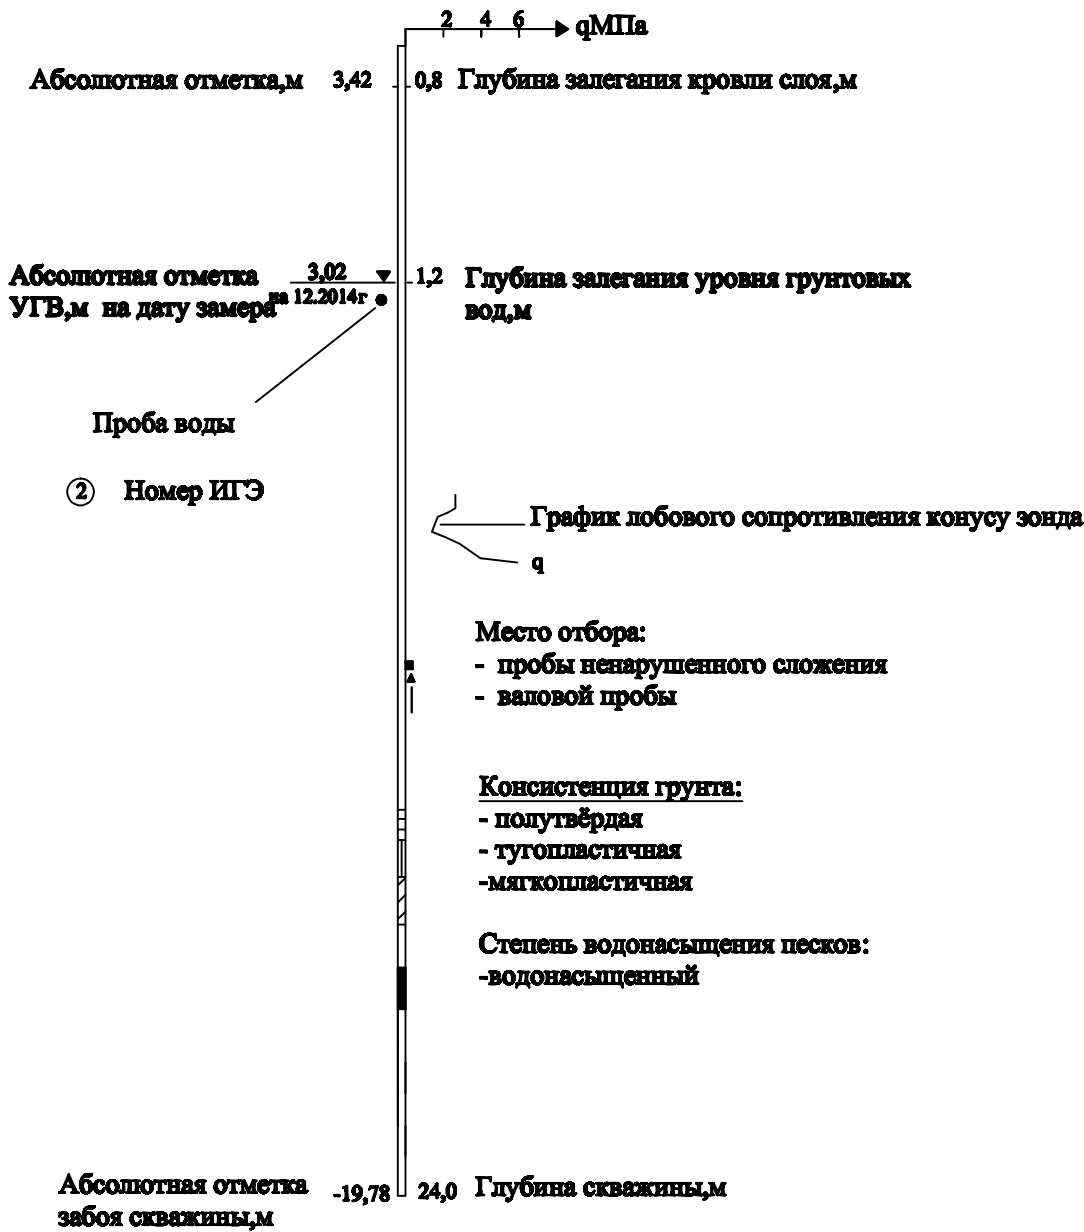 2 4 6 qМПа
Абсолютная отметка,м 3,42 0,8 Глубина залегания кровли слоя,м
Абсолютная отметка 3,02 1,2 Глубина залегания уровня грунтовых
УГВ,м на дату замера на 12.2014г вод,м
Проба воды
2 Номер ИГЭ
График лобового сопротивления конусу зонда
q
Место отбора:
- пробы ненарушенного сложения
- валовой пробы
Консистенция грунта:
- полутвёрдая
- тугопластичная
-мягкопластичная
Степень водонасыщения песков:
-водонасыщенный
Абсолютная отметка -19,78 24,0 Глубина скважины,м
забоя скважины,м